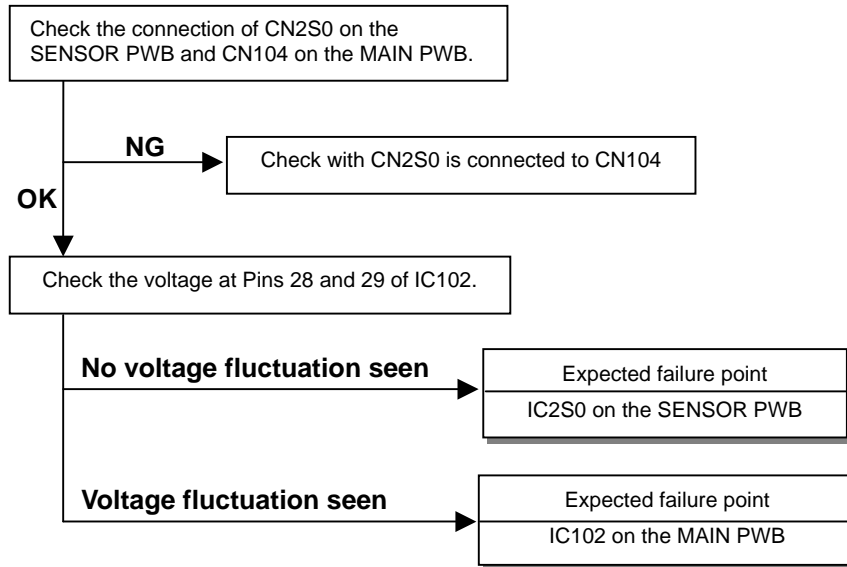 Check the connection of CN2S0 on the
SENSOR PWB and CN104 on the MAIN PWB.
NG
Check with CN2S0 is connected to CN104
OK
Check the voltage at Pins 28 and 29 of IC102.
No voltage fluctuation seen
Expected failure point
IC2S0 on the SENSOR PWB
Voltage fluctuation seen
Expected failure point
IC102 on the MAIN PWB